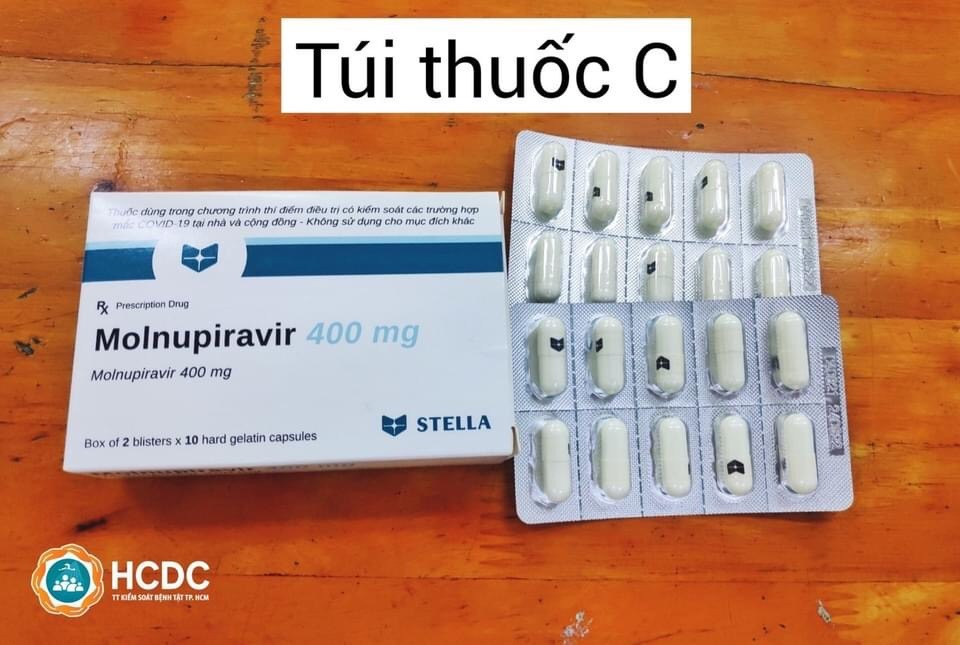 Túi thuốc C
Thuốc dùng trong chương trình thí điểm điều trị có kiểm soát các trường hợp
mắc COVID-19 tại nhà và cộng đồng - Không sử dụng cho mục đích khác
Rx Prescription Drug
Molnupiravir 400 mg
Molnupiravir 400 mg
STELLA
Box of 2 blisters x 10 hard gelatin capsules
Molnupiravir 400 mg
HCDC
TT KIỂM SOÁT BỆNH TẬT TP. HCM